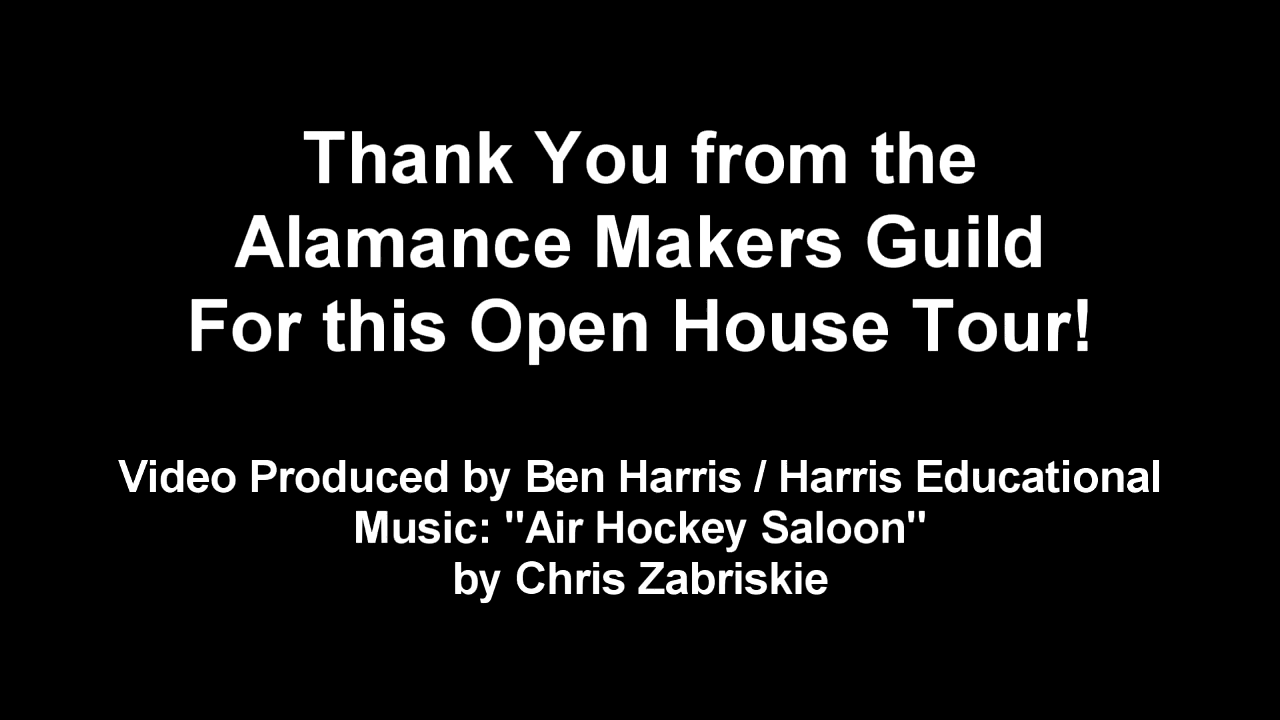 Thank You from the
Alamance Makers Guild
For this Open House Tour!
Video Produced by Ben Harris / Harris Educational
Music: "Air Hockey Saloon"
by Chris Zabriskie